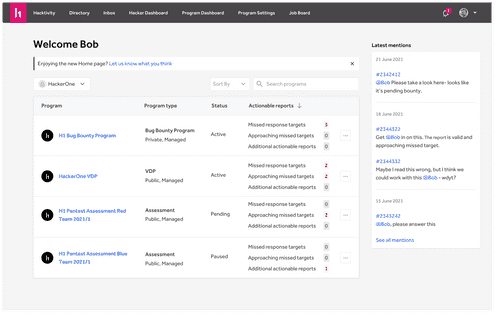 Hacktivity Directory Inbox Hacker Dashboard Program Dashboard Program Settings Job Board
Welcome Bob
Enjoying the new Home page? Let us know what you think
HackerOne
Sort By
Search programs
Program Program type Status Actionable reports
H1 Bug Bounty Program
Bug Bounty Program
Private, Managed
Active
Missed response targets 3
Approaching missed targets 0
Additional actionable reports 0
HackerOne VDP
VDP
Public, Managed
Active
Missed response targets 2
Approaching missed targets 2
Additional actionable reports 0
H1 Pentest Assessment Red
Team 2021/1
Assessment
Public, Managed
Pending
Missed response targets 0
Approaching missed targets
Additional actionable reports 0
H1 Pentest Assessment Blue
Team 2021/1
Assessment
Public, Managed
Paused
Missed response targets 0
Approaching missed targets 0
Additional actionable reports 1
Latest mentions
21 June 2021
#2342412
@Bob Please take a look here- looks
like it's pending bounty.
18 June 2021
#2344332
Get @Bob in on this. The report is valid and
approaching missed target.
#2344332
Maybe I read this wrong, but I think we
could work with this @Bob - wdyt?
15 June 2021
#2343242
@Bob, please answer this
See all mentions